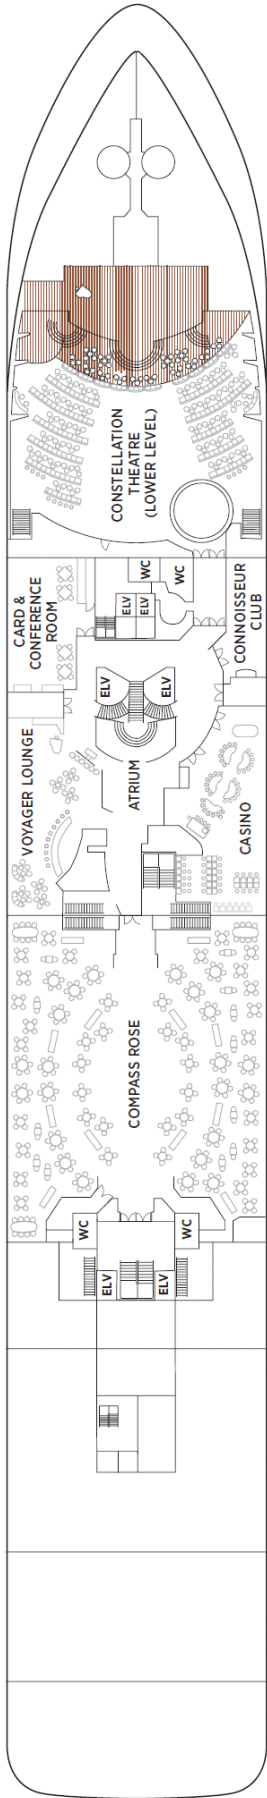 CONSTELLATION
THEATRE
(LOWER LEVEL)
WC
WC
ELV
ELV
CARD &
CONFERENCE
ROOM
CONNOISSEUR
CLUB
ELV
ELV
ATRIUM
VOYAGER LOUNGE
CASINO
COMPASS ROSE
WC
WC
ELV
ELV